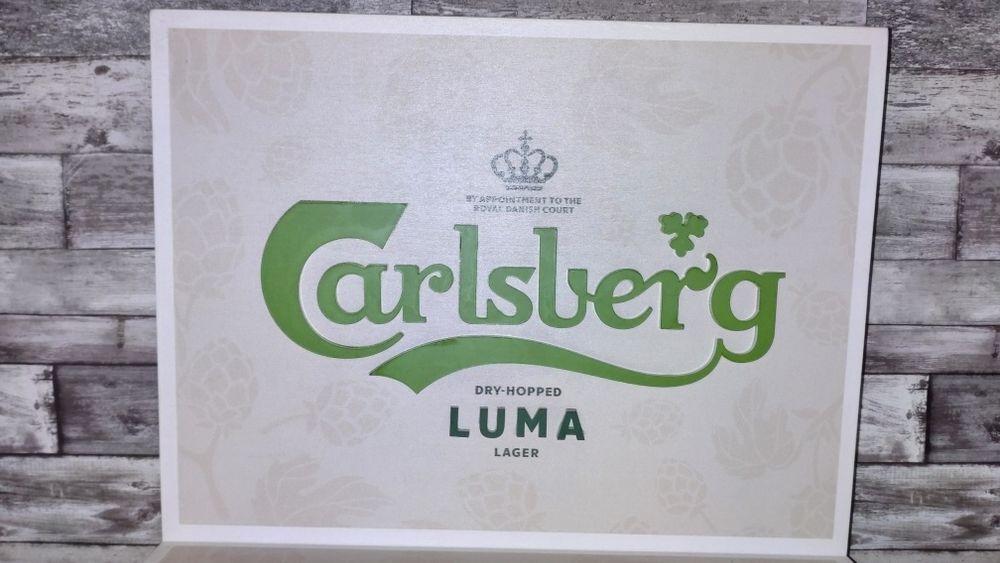 BY APPOINTMENT TO THE
ROYAL DANISH COURT
Carlsberg
DRY-HOPPED
LUMA
LAGER